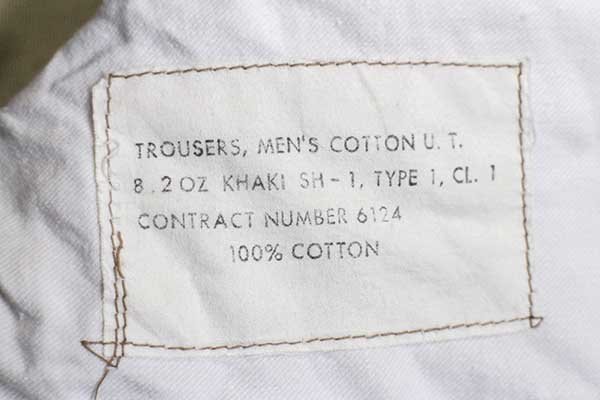 TROUSERS, MEN'S COTTON U. T.
8.2 OZ KHAKI SH-1, TYPE 1, CL. 1
CONTRACT NUMBER 6124
100% COTTON